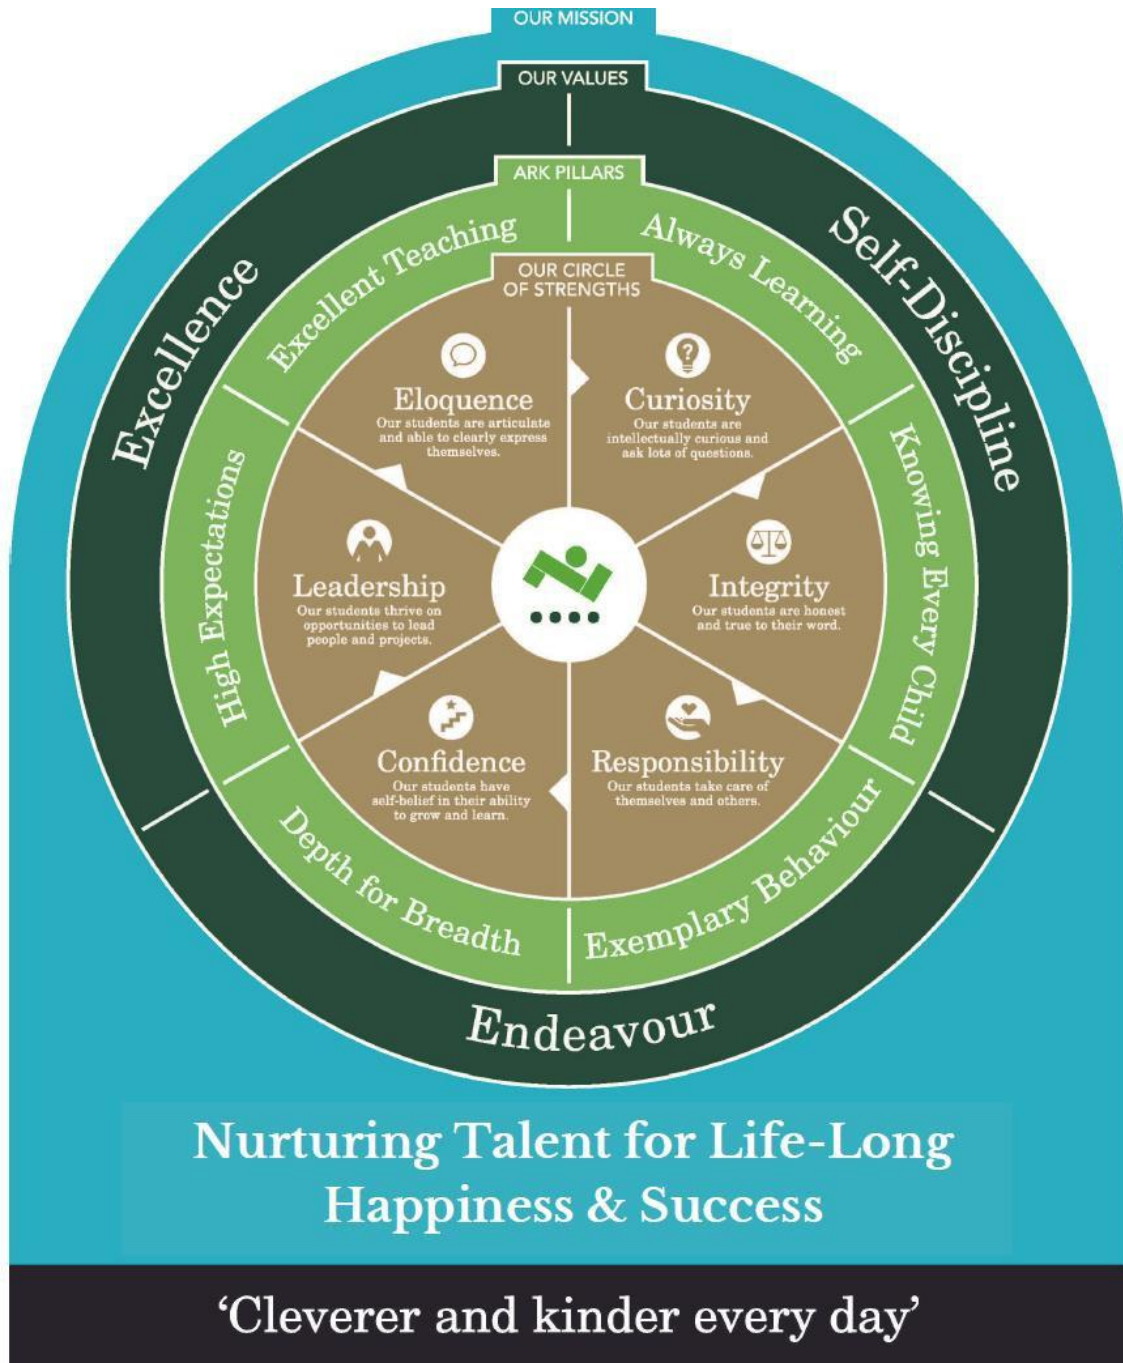 OUR MISSION
OUR VALUES
ARK PILLARS
OUR CIRCLE
OF STRENGTHS
Excellence
Self-Discipline
Endeavour
Excellent Teaching
Always Learning
Knowing Every Child
Exemplary Behaviour
Depth for Breadth
High Expectations
Eloquence
Our students are articulate
and able to clearly express
themselves.
Curiosity
Our students are
intellectually curious and
ask lots of questions.
Leadership
Our students thrive on
opportunities to lead
people and projects.
Integrity
Our students are honest
and true to their word.
Confidence
Our students have
self-belief in their ability
to grow and learn.
Responsibility
Our students take care of
themselves and others.
Nurturing Talent for Life-Long
Happiness & Success
‘Cleverer and kinder every day’